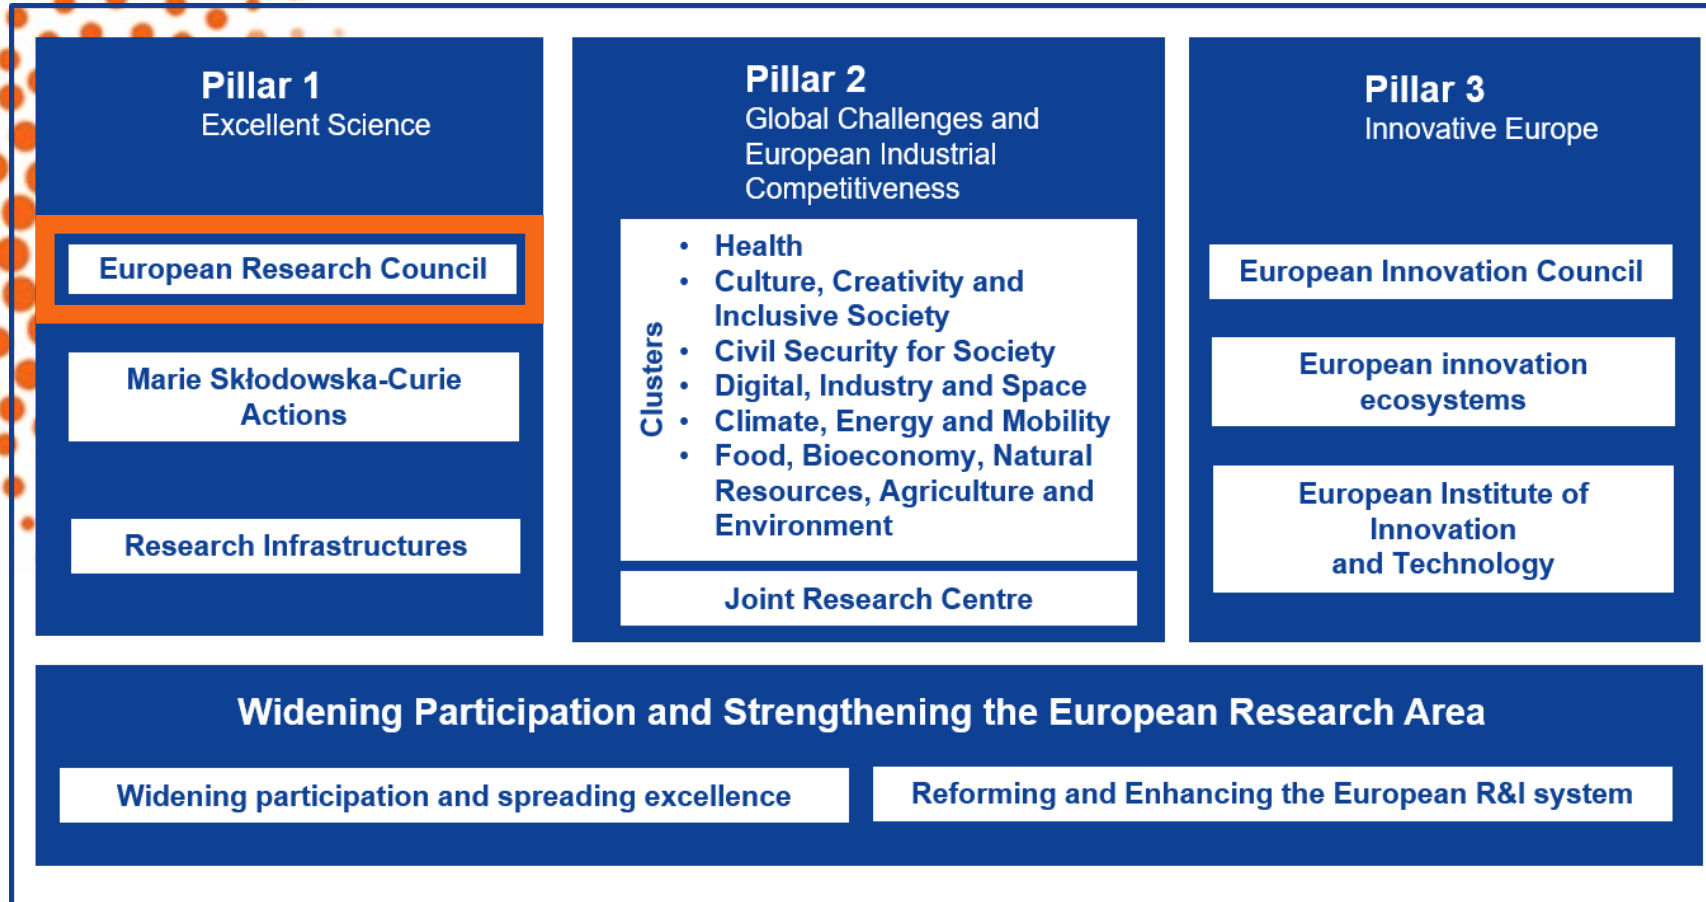 Pillar 1
Excellent Science
European Research Council
Marie Skłodowska-Curie
Actions
Research Infrastructures
Pillar 2
Global Challenges and
European Industrial
Competitiveness
Clusters
• Health
• Culture, Creativity and
Inclusive Society
• Civil Security for Society
• Digital, Industry and Space
• Climate, Energy and Mobility
• Food, Bioeconomy, Natural
Resources, Agriculture and
Environment
Joint Research Centre
Pillar 3
Innovative Europe
European Innovation Council
European innovation
ecosystems
European Institute of
Innovation
and Technology
Widening Participation and Strengthening the European Research Area
Widening participation and spreading excellence
Reforming and Enhancing the European R&I system